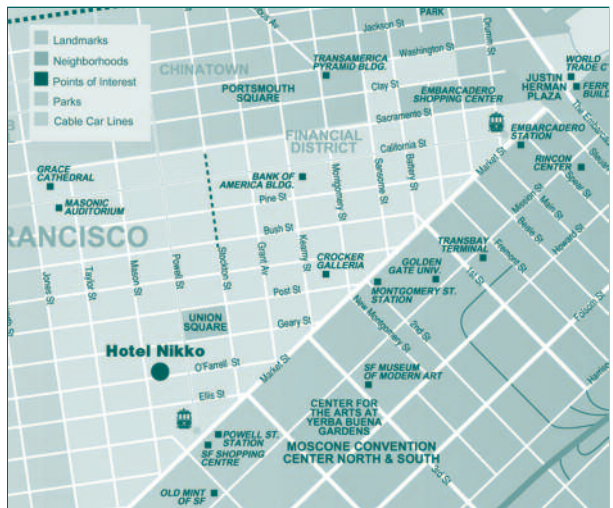 Landmarks
Neighborhoods
Points of Interest
Parks
Cable Car Lines
PARK
Jackson St
Washington St
Drumm St
CHINATOWN
TRANSAMERICA
PYRAMID BLDG.
Clay St
PORTSMOUTH
SQUARE
EMBARCADERO
SHOPPING CENTER
JUSTIN
HERMAN
PLAZA
WORLD
TRADE C
FERR
BUILD
The Embar
Sacramento St
FINANCIAL
DISTRICT
California St
EMBARCADERO
STATION
Market St
GRACE
CATHEDRAL
MASONIC
AUDITORIUM
BANK OF
AMERICA BLDG.
Pine St
Montgomery St
Sansome St
Battery St
RINCON
CENTER
Steuar
Spear St
Main St
Mission St
Beale St
Howard St
RANCISCO
Bush St
Jones St
Taylor St
Mason St
Powell St
Stockton St
Grant Av
Kearny St
CROCKER
GALLERIA
GOLDEN
GATE UNIV.
TRANSBAY
TERMINAL
Fremont St
1st St
MONTGOMERY ST.
STATION
Post St
UNION
SQUARE
Geary St
New Montgomery St
2nd St
Folsom St
Hotel Nikko
O'Farrell St
Market St
Harrison
SF MUSEUM
OF MODERN ART
Ellis St
CENTER FOR
THE ARTS AT
YERBA BUENA
GARDENS
POWELL ST.
STATION
SF SHOPPING
CENTRE
MOSCONE CONVENTION
CENTER NORTH & SOUTH
3rd St
OLD MINT
OF SF